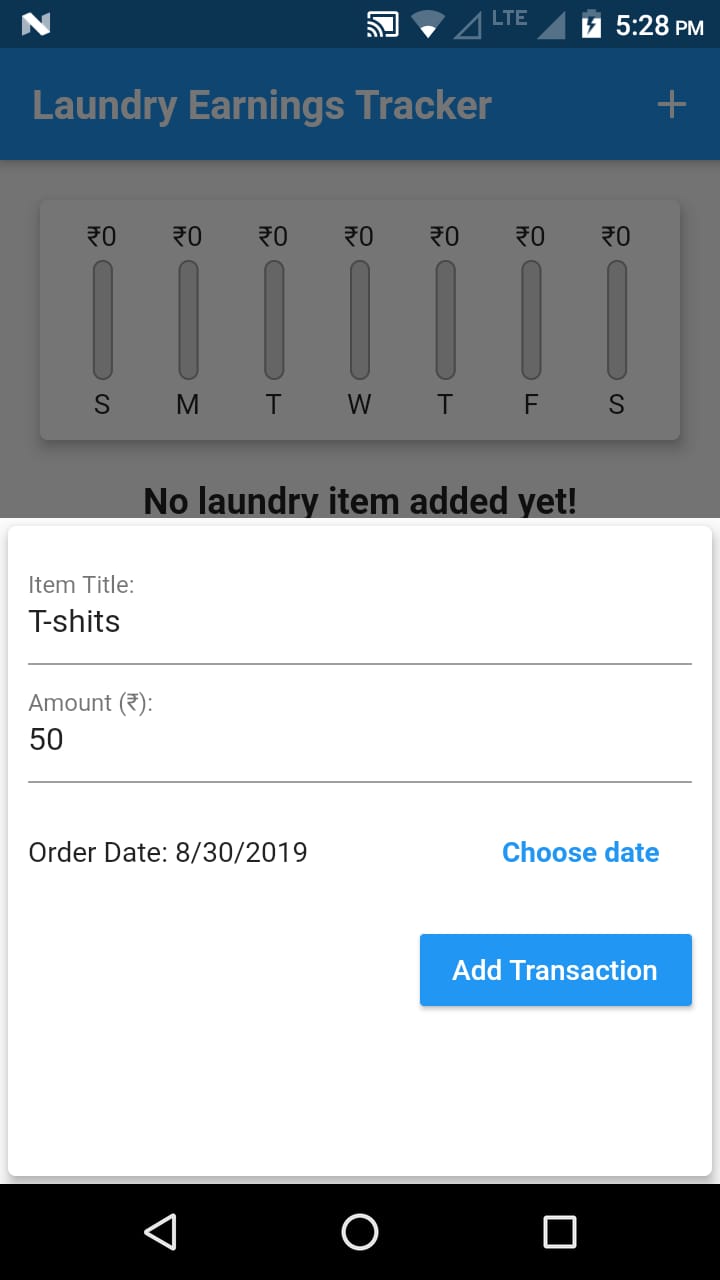 LTE 5:28 PM
Laundry Earnings Tracker +
₹0 ₹0 ₹0 ₹0 ₹0 ₹0 ₹0
S M T W T F S
No laundry item added yet!
Item Title:
T-shits
Amount (₹):
50
Order Date: 8/30/2019 Choose date
Add Transaction